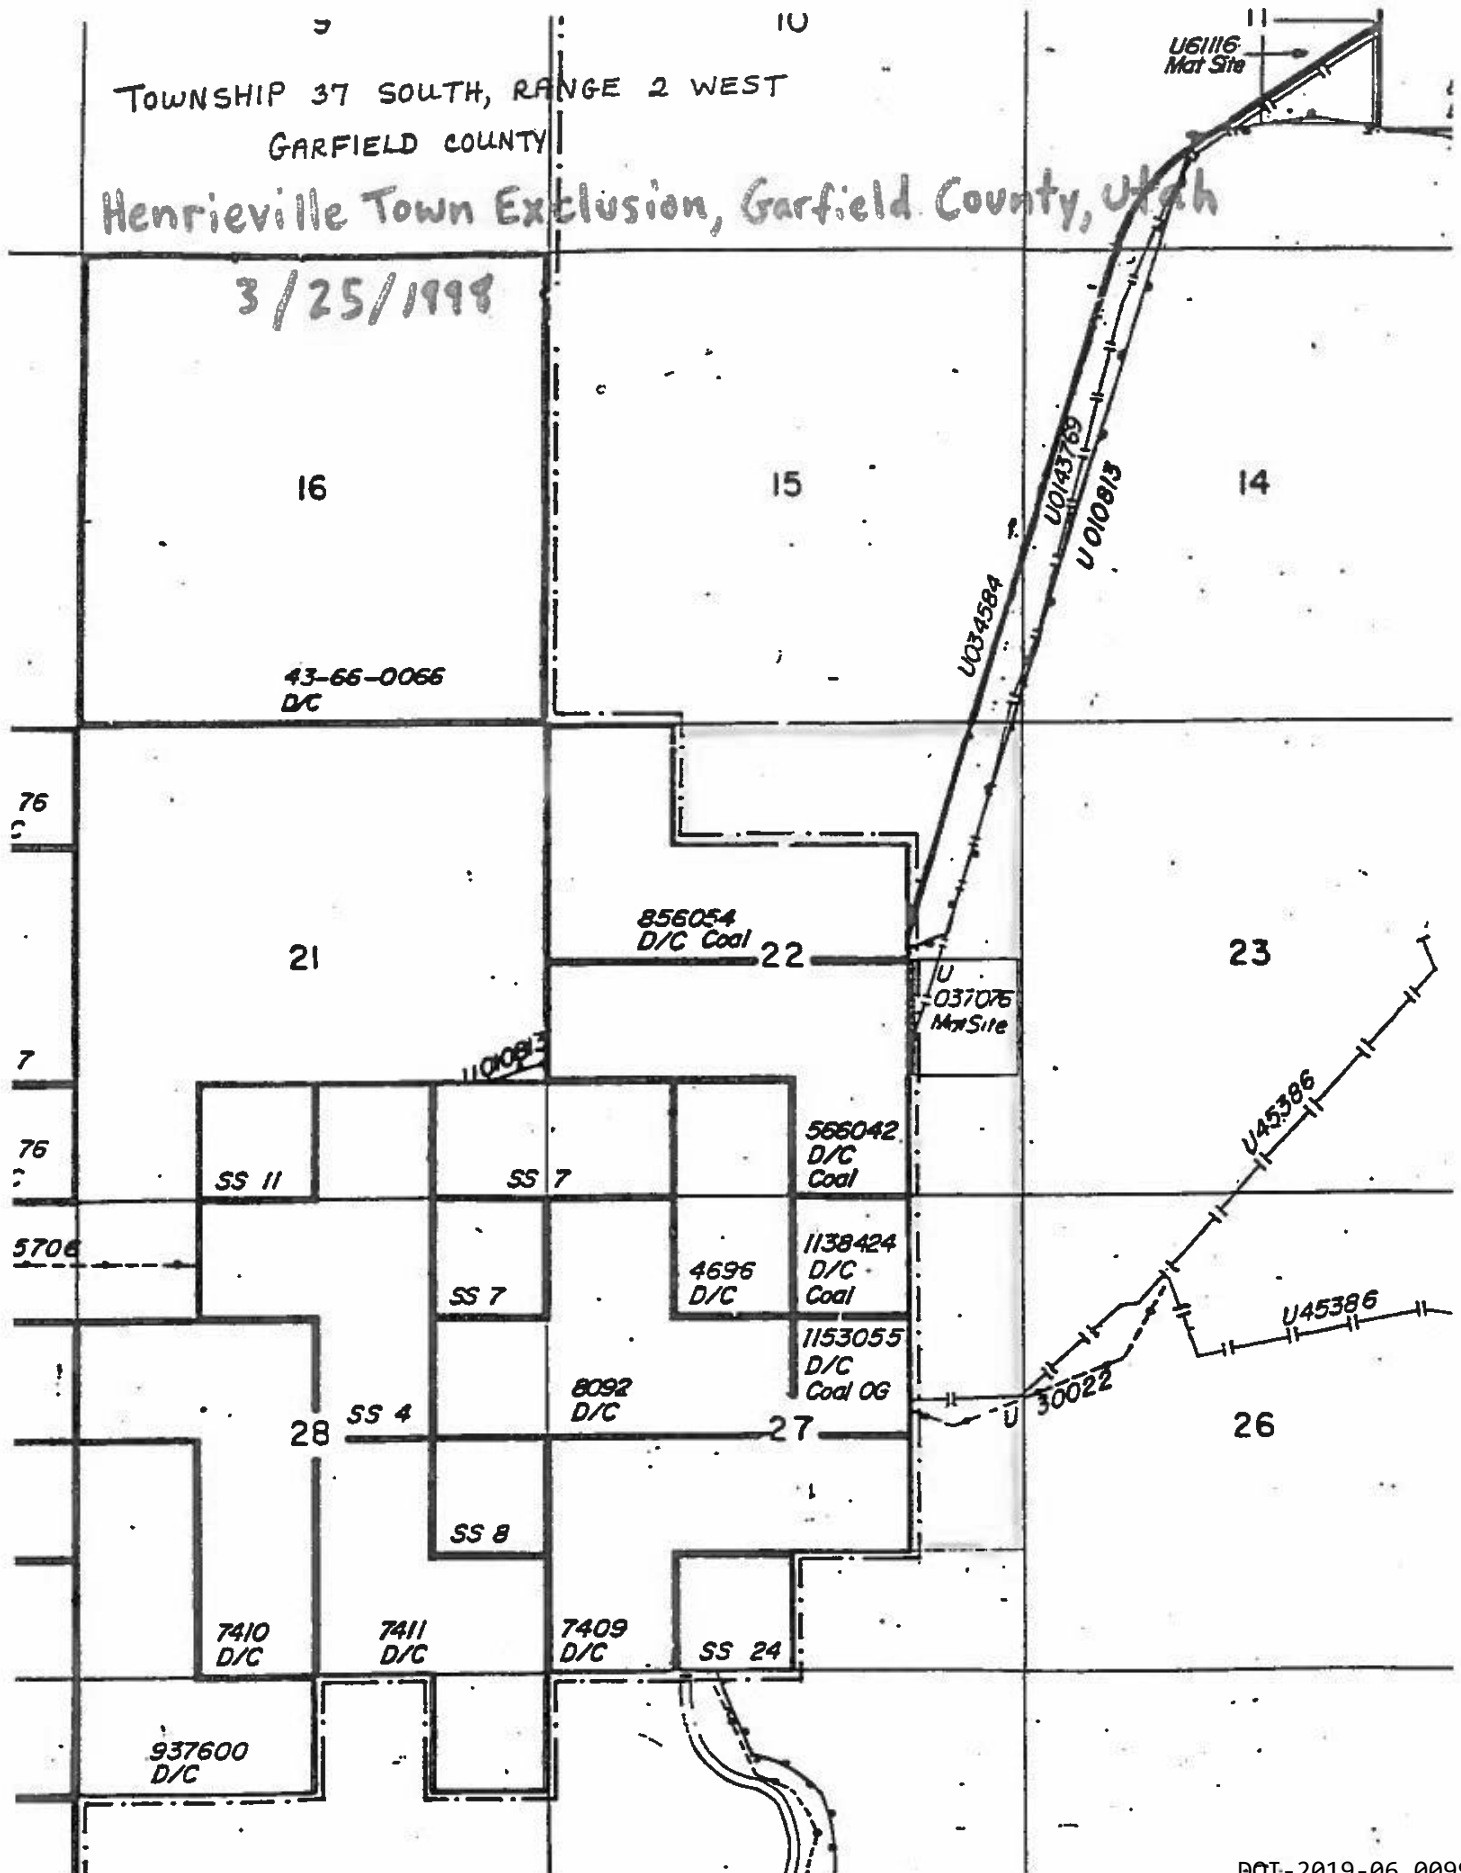 10
11
U61116
Mat Site
TOWNSHIP 37 SOUTH, RANGE 2 WEST
GARFIELD COUNTY
Henrieville Town Exclusion, Garfield County, Utah
3/25/1998
16
15
14
U0143769
U010813
U034584
43-66-0066
D/C
76
C
21
856054
D/C Coal
22
23
U
037076
Mat Site
7
U010813
U45386
76
C
SS 11
SS 7
566042
D/C
Coal
5706
SS 7
4696
D/C
1138424
D/C
Coal
U45386
1153055
D/C
Coal OG
8092
D/C
U 30022
28
SS 4
27
26
SS 8
7410
D/C
7411
D/C
7409
D/C
SS 24
937600
D/C